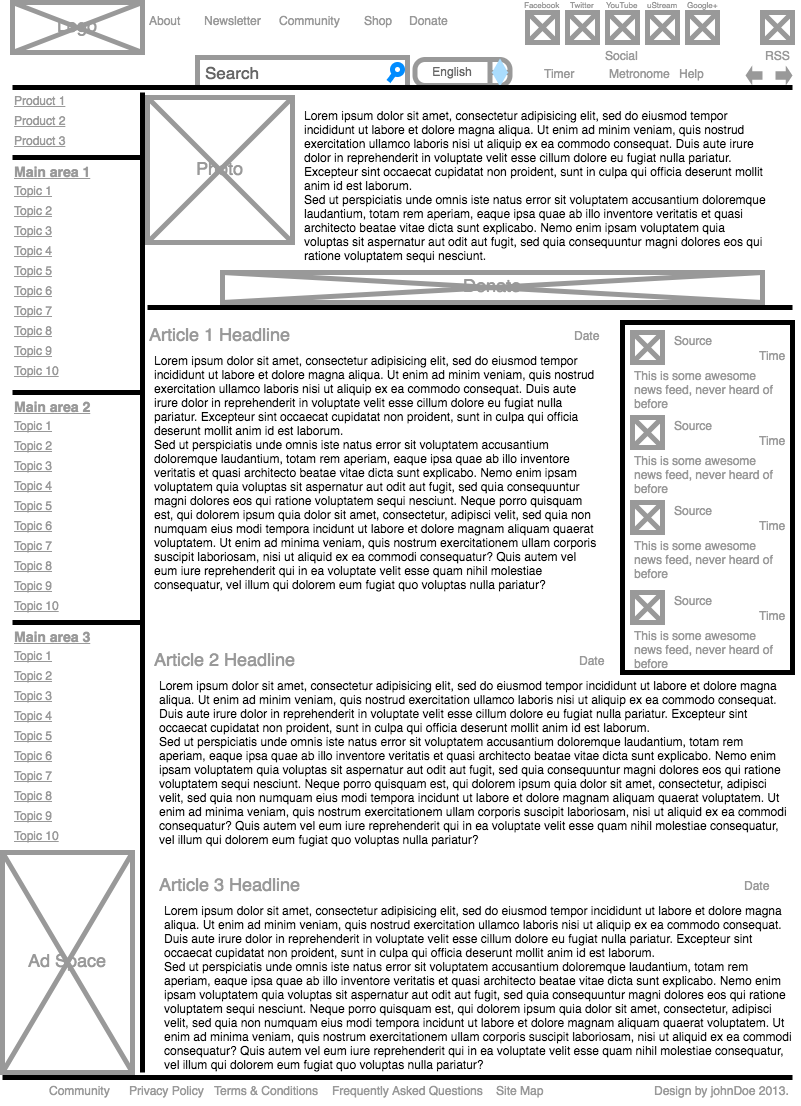 Logo
About Newsletter Community Shop Donate
Facebook Twitter YouTube uStream Google+
Social
RSS
Search
English
Timer Metronome Help
Product 1
Product 2
Product 3
Main area 1
Topic 1
Topic 2
Topic 3
Topic 4
Topic 5
Topic 6
Topic 7
Topic 8
Topic 9
Topic 10
Main area 2
Topic 1
Topic 2
Topic 3
Topic 4
Topic 5
Topic 6
Topic 7
Topic 8
Topic 9
Topic 10
Main area 3
Topic 1
Topic 2
Topic 3
Topic 4
Topic 5
Topic 6
Topic 7
Topic 8
Topic 9
Topic 10
Ad Space
Photo
Lorem ipsum dolor sit amet, consectetur adipisicing elit, sed do eiusmod tempor
incididunt ut labore et dolore magna aliqua. Ut enim ad minim veniam, quis nostrud
exercitation ullamco laboris nisi ut aliquip ex ea commodo consequat. Duis aute irure
dolor in reprehenderit in voluptate velit esse cillum dolore eu fugiat nulla pariatur.
Excepteur sint occaecat cupidatat non proident, sunt in culpa qui officia deserunt mollit
anim id est laborum.
Sed ut perspiciatis unde omnis iste natus error sit voluptatem accusantium doloremque
laudantium, totam rem aperiam, eaque ipsa quae ab illo inventore veritatis et quasi
architecto beatae vitae dicta sunt explicabo. Nemo enim ipsam voluptatem quia
voluptas sit aspernatur aut odit aut fugit, sed quia consequuntur magni dolores eos qui
ratione voluptatem sequi nesciunt.
Donate
Article 1 Headline Date
Lorem ipsum dolor sit amet, consectetur adipisicing elit, sed do eiusmod tempor
incididunt ut labore et dolore magna aliqua. Ut enim ad minim veniam, quis nostrud
exercitation ullamco laboris nisi ut aliquip ex ea commodo consequat. Duis aute
irure dolor in reprehenderit in voluptate velit esse cillum dolore eu fugiat nulla
pariatur. Excepteur sint occaecat cupidatat non proident, sunt in culpa qui officia
deserunt mollit anim id est laborum.
Sed ut perspiciatis unde omnis iste natus error sit voluptatem accusantium
doloremque laudantium, totam rem aperiam, eaque ipsa quae ab illo inventore
veritatis et quasi architecto beatae vitae dicta sunt explicabo. Nemo enim ipsam
voluptatem quia voluptas sit aspernatur aut odit aut fugit, sed quia consequuntur
magni dolores eos qui ratione voluptatem sequi nesciunt. Neque porro quisquam
est, qui dolorem ipsum quia dolor sit amet, consectetur, adipisci velit, sed quia non
numquam eius modi tempora incidunt ut labore et dolore magnam aliquam quaerat
voluptatem. Ut enim ad minima veniam, quis nostrum exercitationem ullam corporis
suscipit laboriosam, nisi ut aliquid ex ea commodi consequatur? Quis autem vel
eum iure reprehenderit qui in ea voluptate velit esse quam nihil molestiae
consequatur, vel illum qui dolorem eum fugiat quo voluptas nulla pariatur?
Source
Time
This is some awesome
news feed, never heard of
before
Source
Time
This is some awesome
news feed, never heard of
before
Source
Time
This is some awesome
news feed, never heard of
before
Source
Time
This is some awesome
news feed, never heard of
before
Article 2 Headline Date
Lorem ipsum dolor sit amet, consectetur adipisicing elit, sed do eiusmod tempor incididunt ut labore et dolore magna
aliqua. Ut enim ad minim veniam, quis nostrud exercitation ullamco laboris nisi ut aliquip ex ea commodo consequat.
Duis aute irure dolor in reprehenderit in voluptate velit esse cillum dolore eu fugiat nulla pariatur. Excepteur sint
occaecat cupidatat non proident, sunt in culpa qui officia deserunt mollit anim id est laborum.
Sed ut perspiciatis unde omnis iste natus error sit voluptatem accusantium doloremque laudantium, totam rem
aperiam, eaque ipsa quae ab illo inventore veritatis et quasi architecto beatae vitae dicta sunt explicabo. Nemo enim
ipsam voluptatem quia voluptas sit aspernatur aut odit aut fugit, sed quia consequuntur magni dolores eos qui ratione
voluptatem sequi nesciunt. Neque porro quisquam est, qui dolorem ipsum quia dolor sit amet, consectetur, adipisci
velit, sed quia non numquam eius modi tempora incidunt ut labore et dolore magnam aliquam quaerat voluptatem. Ut
enim ad minima veniam, quis nostrum exercitationem ullam corporis suscipit laboriosam, nisi ut aliquid ex ea commodi
consequatur? Quis autem vel eum iure reprehenderit qui in ea voluptate velit esse quam nihil molestiae consequatur,
vel illum qui dolorem eum fugiat quo voluptas nulla pariatur?
Article 3 Headline Date
Lorem ipsum dolor sit amet, consectetur adipisicing elit, sed do eiusmod tempor incididunt ut labore et dolore magna
aliqua. Ut enim ad minim veniam, quis nostrud exercitation ullamco laboris nisi ut aliquip ex ea commodo consequat.
Duis aute irure dolor in reprehenderit in voluptate velit esse cillum dolore eu fugiat nulla pariatur. Excepteur sint
occaecat cupidatat non proident, sunt in culpa qui officia deserunt mollit anim id est laborum.
Sed ut perspiciatis unde omnis iste natus error sit voluptatem accusantium doloremque laudantium, totam rem
aperiam, eaque ipsa quae ab illo inventore veritatis et quasi architecto beatae vitae dicta sunt explicabo. Nemo enim
ipsam voluptatem quia voluptas sit aspernatur aut odit aut fugit, sed quia consequuntur magni dolores eos qui ratione
voluptatem sequi nesciunt. Neque porro quisquam est, qui dolorem ipsum quia dolor sit amet, consectetur, adipisci
velit, sed quia non numquam eius modi tempora incidunt ut labore et dolore magnam aliquam quaerat voluptatem. Ut
enim ad minima veniam, quis nostrum exercitationem ullam corporis suscipit laboriosam, nisi ut aliquid ex ea commodi
consequatur? Quis autem vel eum iure reprehenderit qui in ea voluptate velit esse quam nihil molestiae consequatur,
vel illum qui dolorem eum fugiat quo voluptas nulla pariatur?
Community Privacy Policy Terms & Conditions Frequently Asked Questions Site Map Design by johnDoe 2013.